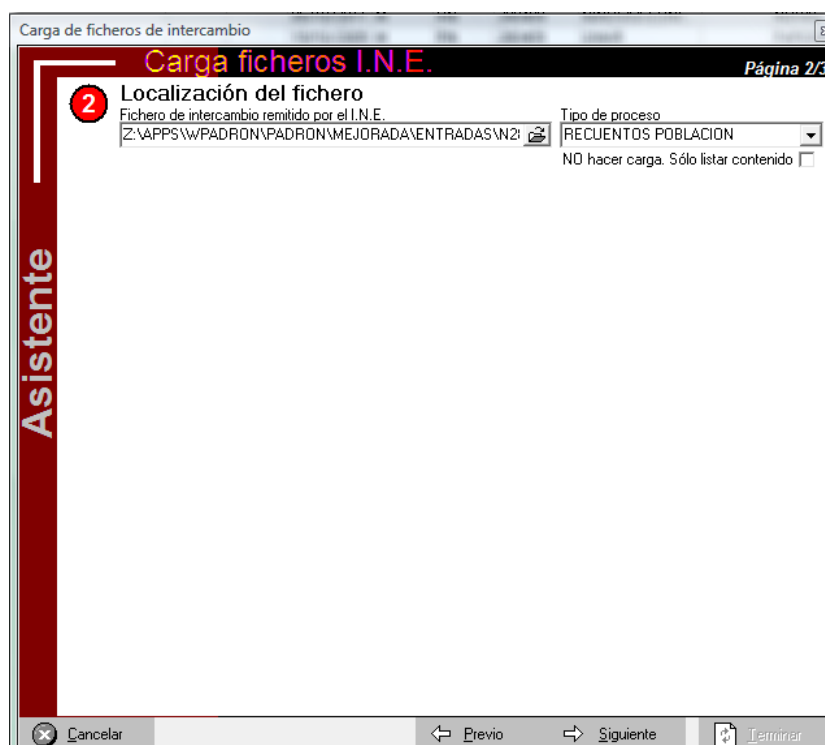 Carga de ficheros de intercambio
Carga ficheros I.N.E.
Página 2/3
Asistente
2
Localización del fichero
Fichero de intercambio remitido por el I.N.E.
Tipo de proceso
Z:\APPS\WPADRON\PADRON\MEJORADA\ENTRADAS\N2
RECUENTOS POBLACION
NO hacer carga. Sólo listar contenido
Cancelar
Previo
Siguiente
Terminar